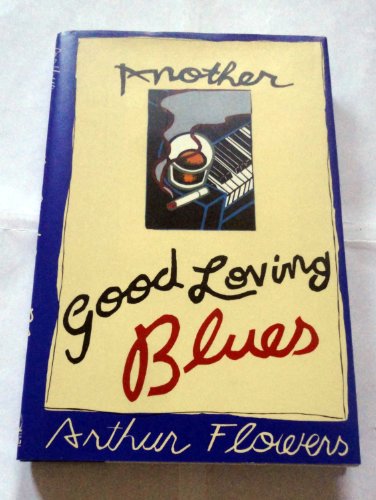 Another
Good Loving
Blues
Arthur Flowers